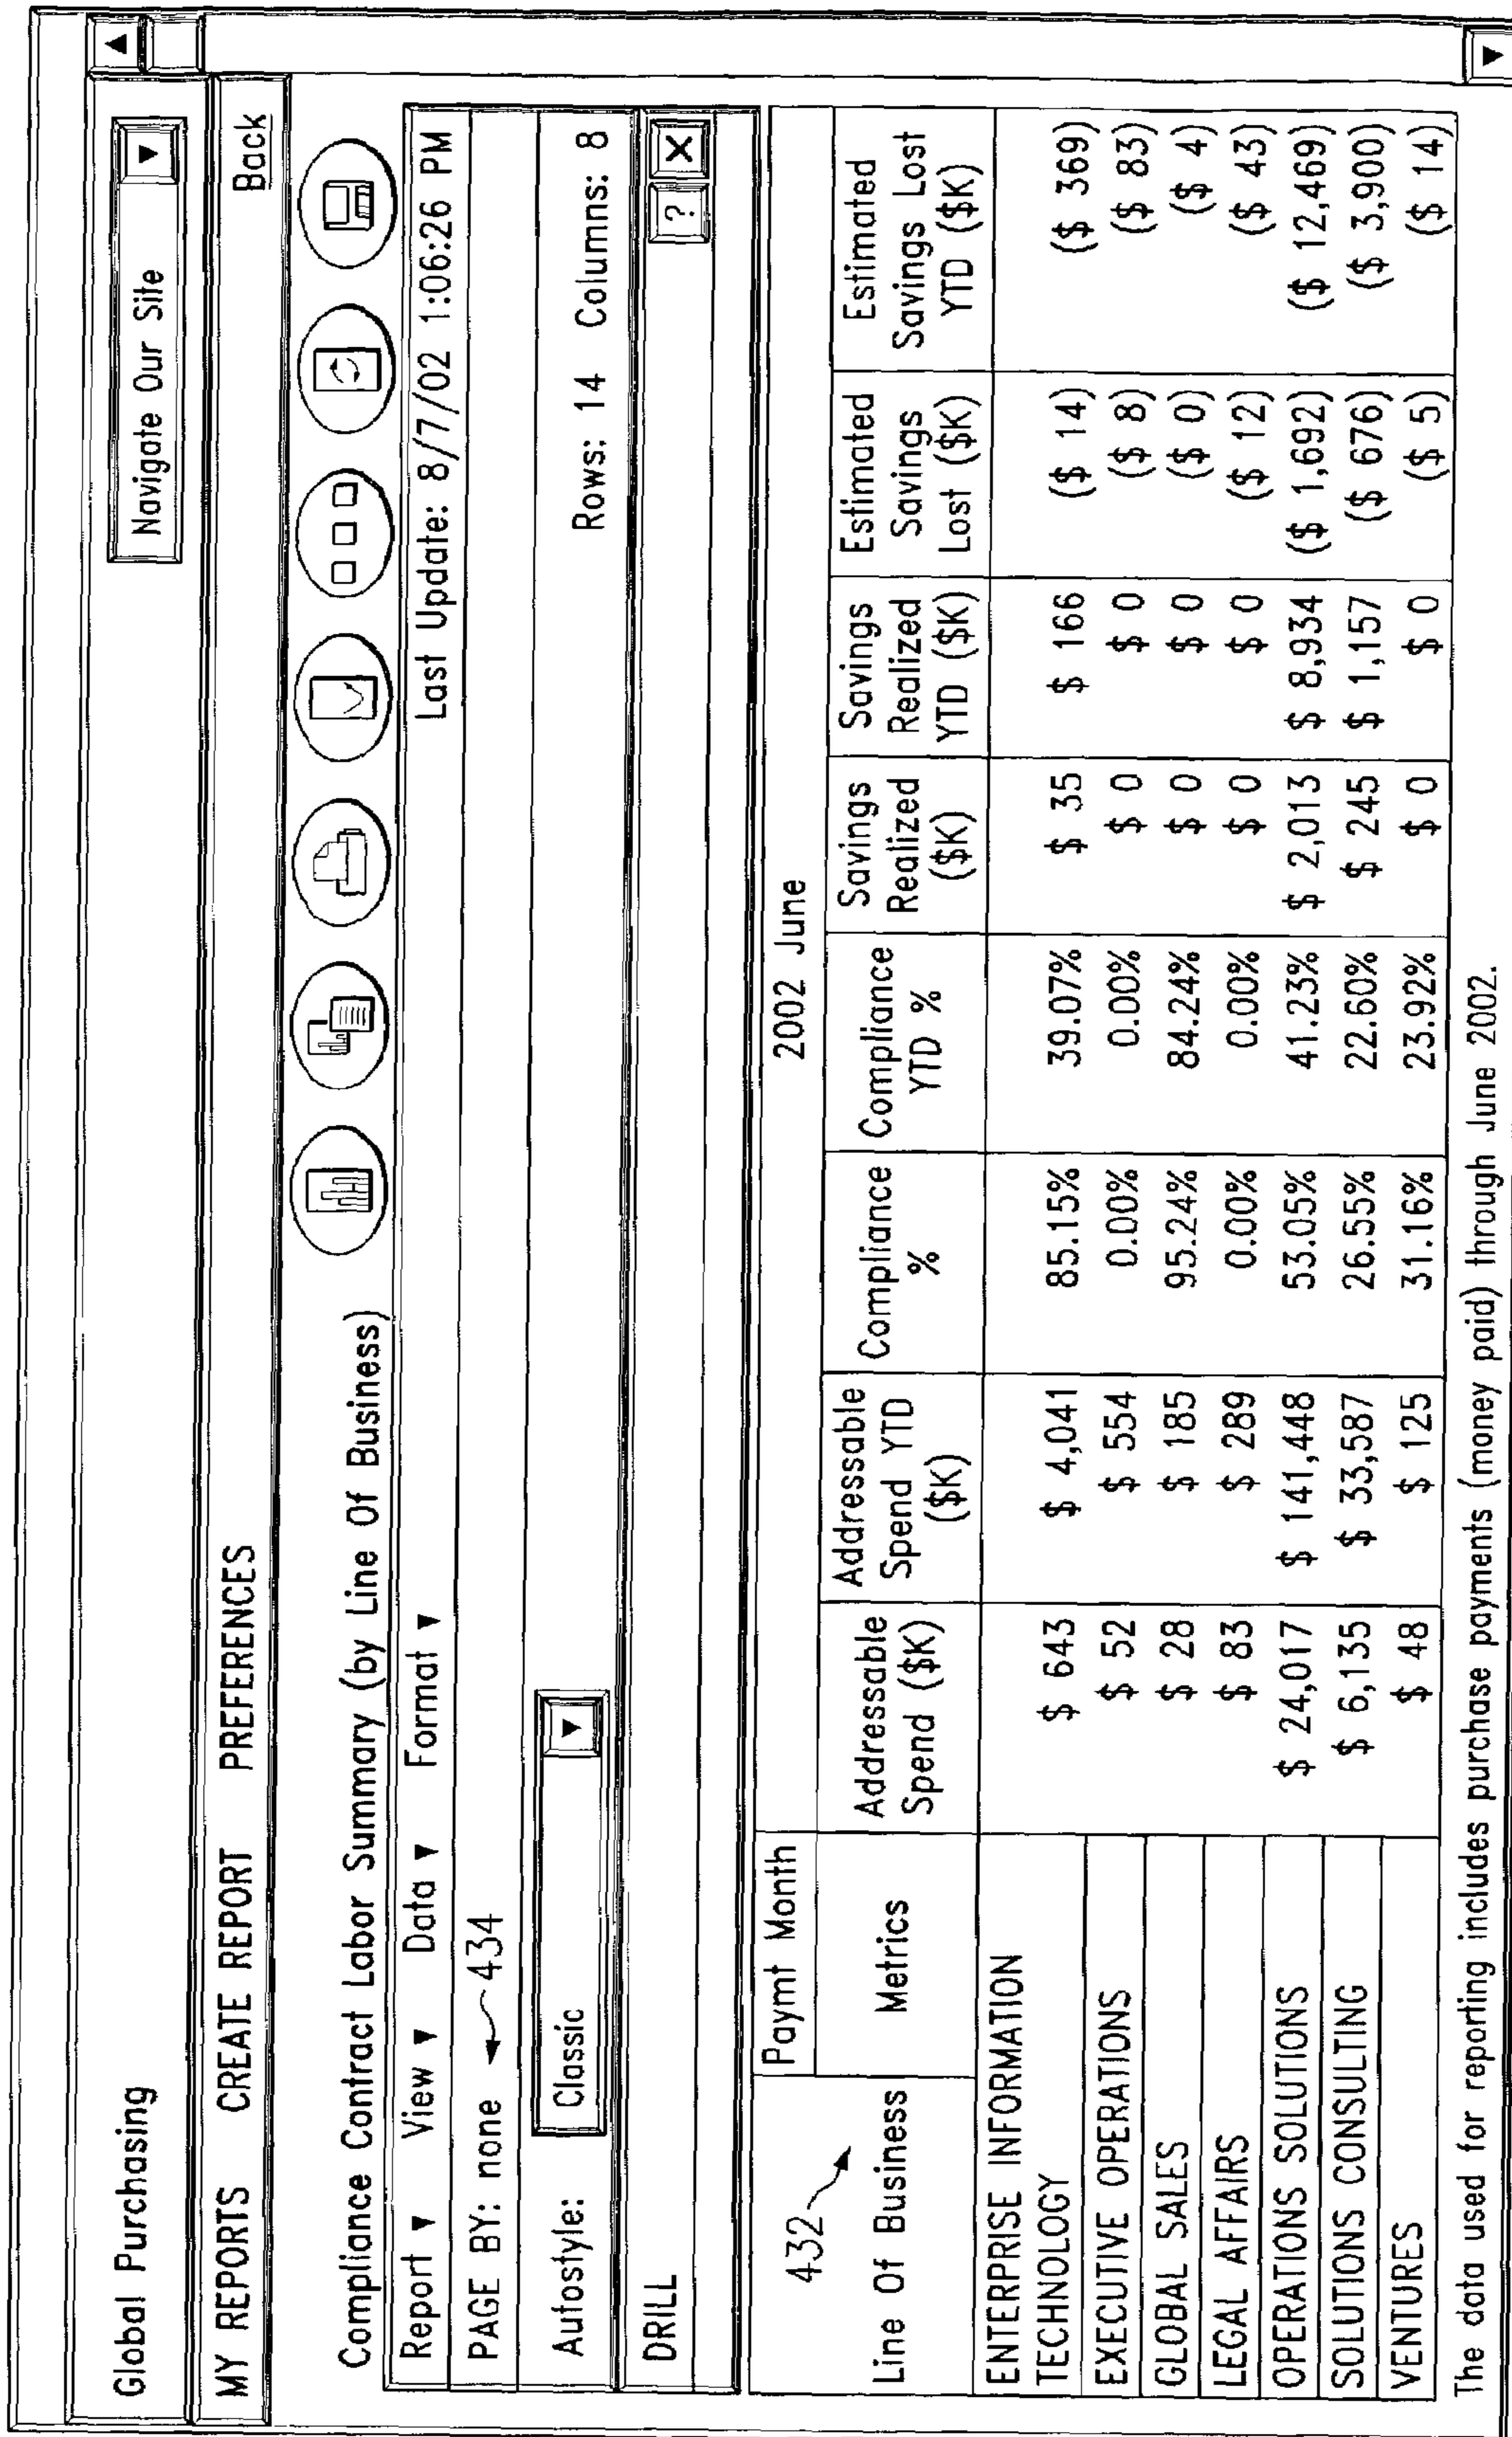 Global Purchasing
Navigate Our Site
MY REPORTS CREATE REPORT PREFERENCES Back
Compliance Contract Labor Summary (by Line Of Business)
Report View Data Format Last Update: 8/7/02 1:06:26 PM
PAGE BY: none 434
Autostyle: Classic Rows: 14 Columns: 8
DRILL ? X
432 Paymt Month 2002 June
Line Of Business Metrics Addressable Spend ($K) Addressable Spend YTD ($K) Compliance % Compliance YTD % Savings Realized ($K) Savings Realized YTD ($K) Estimated Savings Lost ($K) Estimated Savings Lost YTD ($K)
ENTERPRISE INFORMATION
TECHNOLOGY $ 643 $ 4,041 85.15% 39.07% $ 35 $ 166 ($ 14) ($ 369)
EXECUTIVE OPERATIONS $ 52 $ 554 0.00% 0.00% $ 0 $ 0 ($ 8) ($ 83)
GLOBAL SALES $ 28 $ 185 95.24% 84.24% $ 0 $ 0 ($ 0) ($ 4)
LEGAL AFFAIRS $ 83 $ 289 0.00% 0.00% $ 0 $ 0 ($ 12) ($ 43)
OPERATIONS SOLUTIONS $ 24,017 $ 141,448 53.05% 41.23% $ 2,013 $ 8,934 ($ 1,692) ($ 12,469)
SOLUTIONS CONSULTING $ 6,135 $ 33,587 26.55% 22.60% $ 245 $ 1,157 ($ 676) ($ 3,900)
VENTURES $ 48 $ 125 31.16% 23.92% $ 0 $ 0 ($ 5) ($ 14)
The data used for reporting includes purchase payments (money paid) through June 2002.